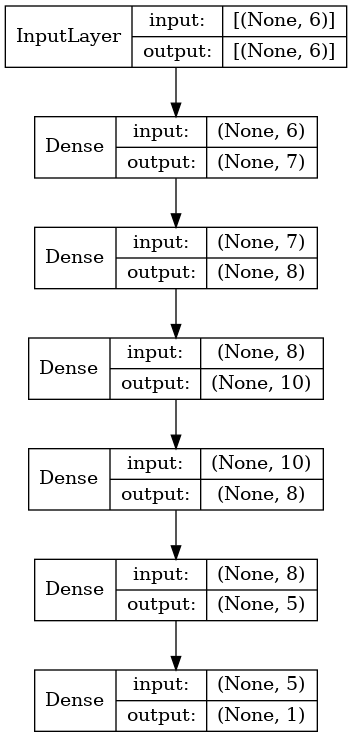 InputLayer
input: [(None, 6)]
output: [(None, 6)]
Dense
input: (None, 6)
output: (None, 7)
Dense
input: (None, 7)
output: (None, 8)
Dense
input: (None, 8)
output: (None, 10)
Dense
input: (None, 10)
output: (None, 8)
Dense
input: (None, 8)
output: (None, 5)
Dense
input: (None, 5)
output: (None, 1)